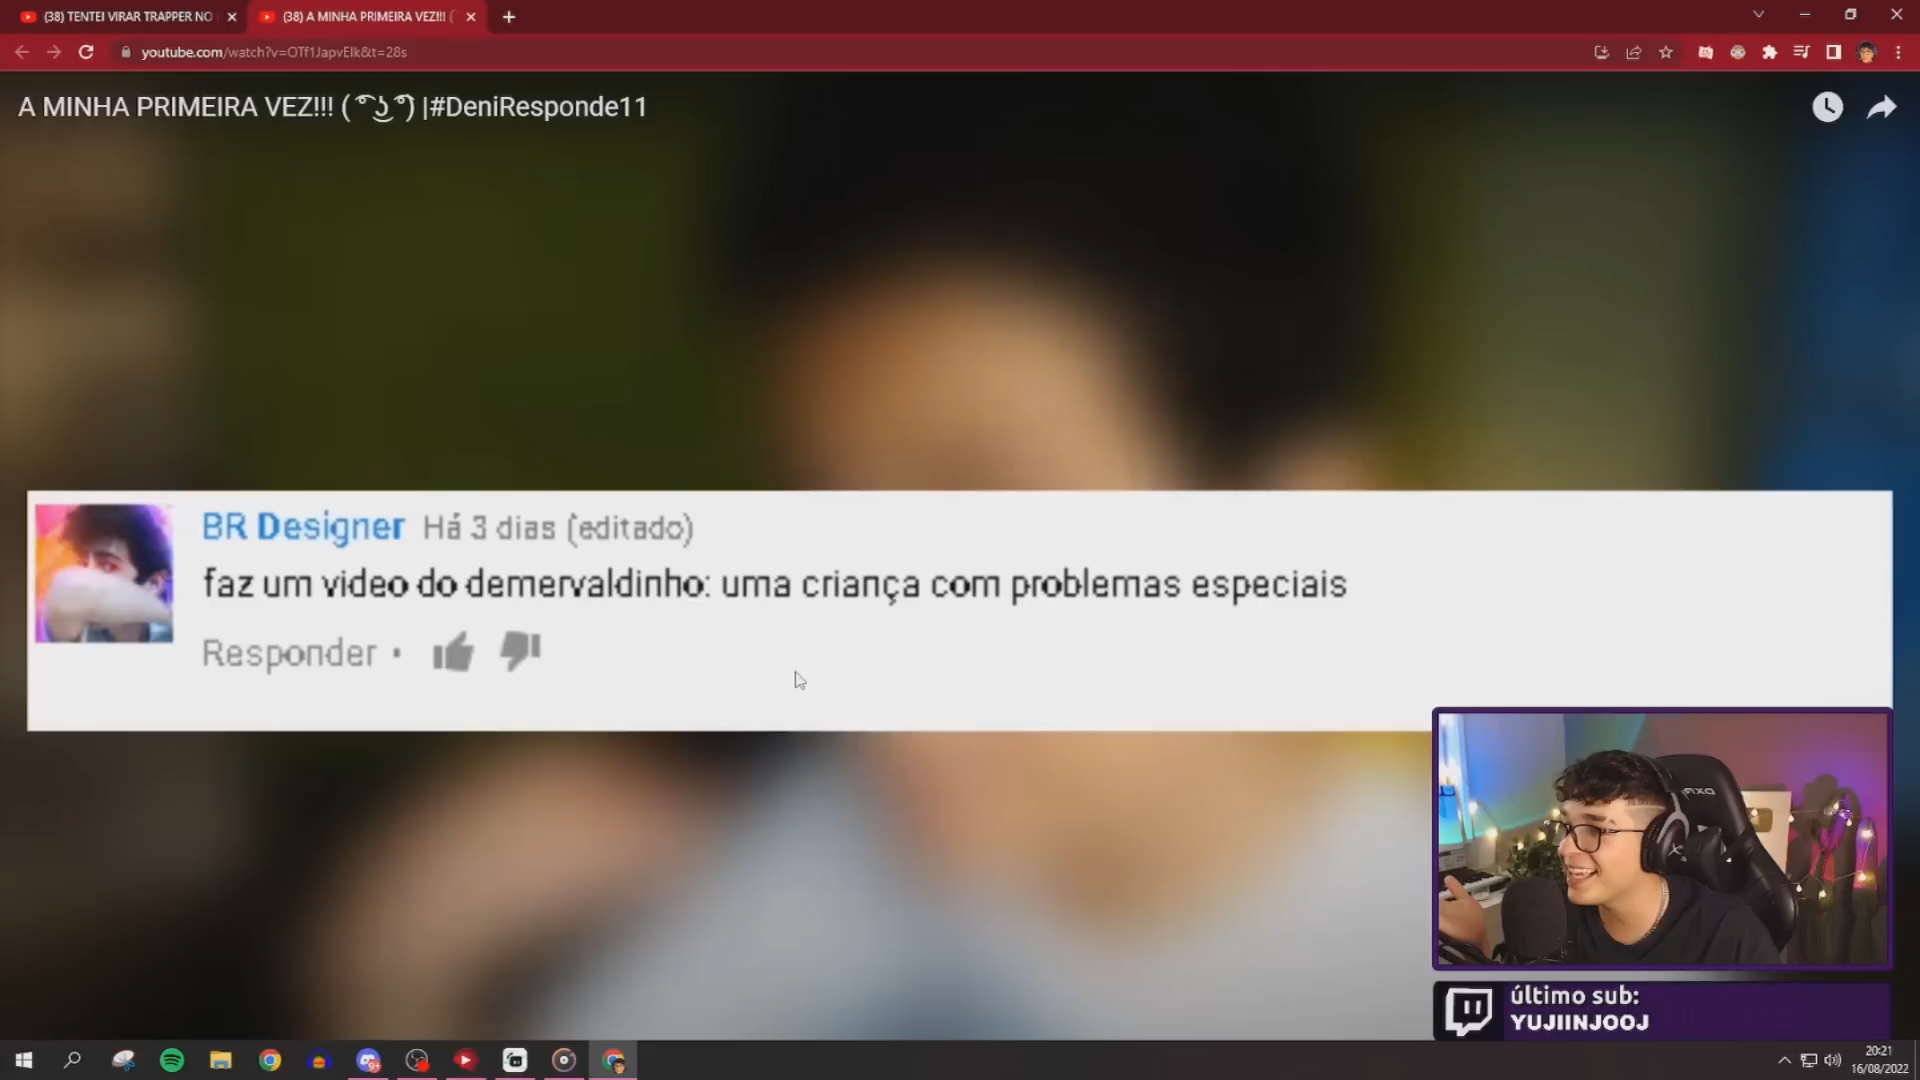 (38) TENTEI VIRAR TRAPPER NO
(38) A MINHA PRIMEIRA VEZ!!! (
youtube.com/watch?v=OTf1JapvElk&t=28s
A MINHA PRIMEIRA VEZ!!! ( ͡° ͜ʖ ͡°) |#DeniResponde11
BR Designer Há 3 dias (editado)
faz um video do demervaldinho: uma criança com problemas especiais
Responder •
último sub:
YUJIINJOOJ
9+
20:21
16/08/2022